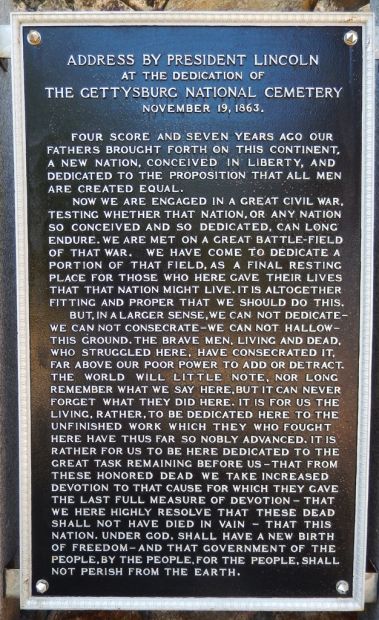 ADDRESS BY PRESIDENT LINCOLN
AT THE DEDICATION OF
THE GETTYSBURG NATIONAL CEMETERY
NOVEMBER 19, 1863.
FOUR SCORE AND SEVEN YEARS AGO OUR
FATHERS BROUGHT FORTH ON THIS CONTINENT,
A NEW NATION, CONCEIVED IN LIBERTY, AND
DEDICATED TO THE PROPOSITION THAT ALL MEN
ARE CREATED EQUAL.
NOW WE ARE ENGAGED IN A GREAT CIVIL WAR,
TESTING WHETHER THAT NATION, OR ANY NATION
SO CONCEIVED AND SO DEDICATED, CAN LONG
ENDURE. WE ARE MET ON A GREAT BATTLE-FIELD
OF THAT WAR. WE HAVE COME TO DEDICATE A
PORTION OF THAT FIELD, AS A FINAL RESTING
PLACE FOR THOSE WHO HERE GAVE THEIR LIVES
THAT THAT NATION MIGHT LIVE. IT IS ALTOGETHER
FITTING AND PROPER THAT WE SHOULD DO THIS.
BUT, IN A LARGER SENSE, WE CAN NOT DEDICATE-
WE CAN NOT CONSECRATE-WE CAN NOT HALLOW-
THIS GROUND. THE BRAVE MEN, LIVING AND DEAD,
WHO STRUGGLED HERE, HAVE CONSECRATED IT,
FAR ABOVE OUR POOR POWER TO ADD OR DETRACT.
THE WORLD WILL LITTLE NOTE, NOR LONG
REMEMBER WHAT WE SAY HERE, BUT IT CAN NEVER
FORGET WHAT THEY DID HERE. IT IS FOR US THE
LIVING, RATHER, TO BE DEDICATED HERE TO THE
UNFINISHED WORK WHICH THEY WHO FOUGHT
HERE HAVE THUS FAR SO NOBLY ADVANCED. IT IS
RATHER FOR US TO BE HERE DEDICATED TO THE
GREAT TASK REMAINING BEFORE US-THAT FROM
THESE HONORED DEAD WE TAKE INCREASED
DEVOTION TO THAT CAUSE FOR WHICH THEY GAVE
THE LAST FULL MEASURE OF DEVOTION - THAT
WE HERE HIGHLY RESOLVE THAT THESE DEAD
SHALL NOT HAVE DIED IN VAIN - THAT THIS
NATION, UNDER GOD, SHALL HAVE A NEW BIRTH
OF FREEDOM-AND THAT GOVERNMENT OF THE
PEOPLE, BY THE PEOPLE, FOR THE PEOPLE, SHALL
NOT PERISH FROM THE EARTH.